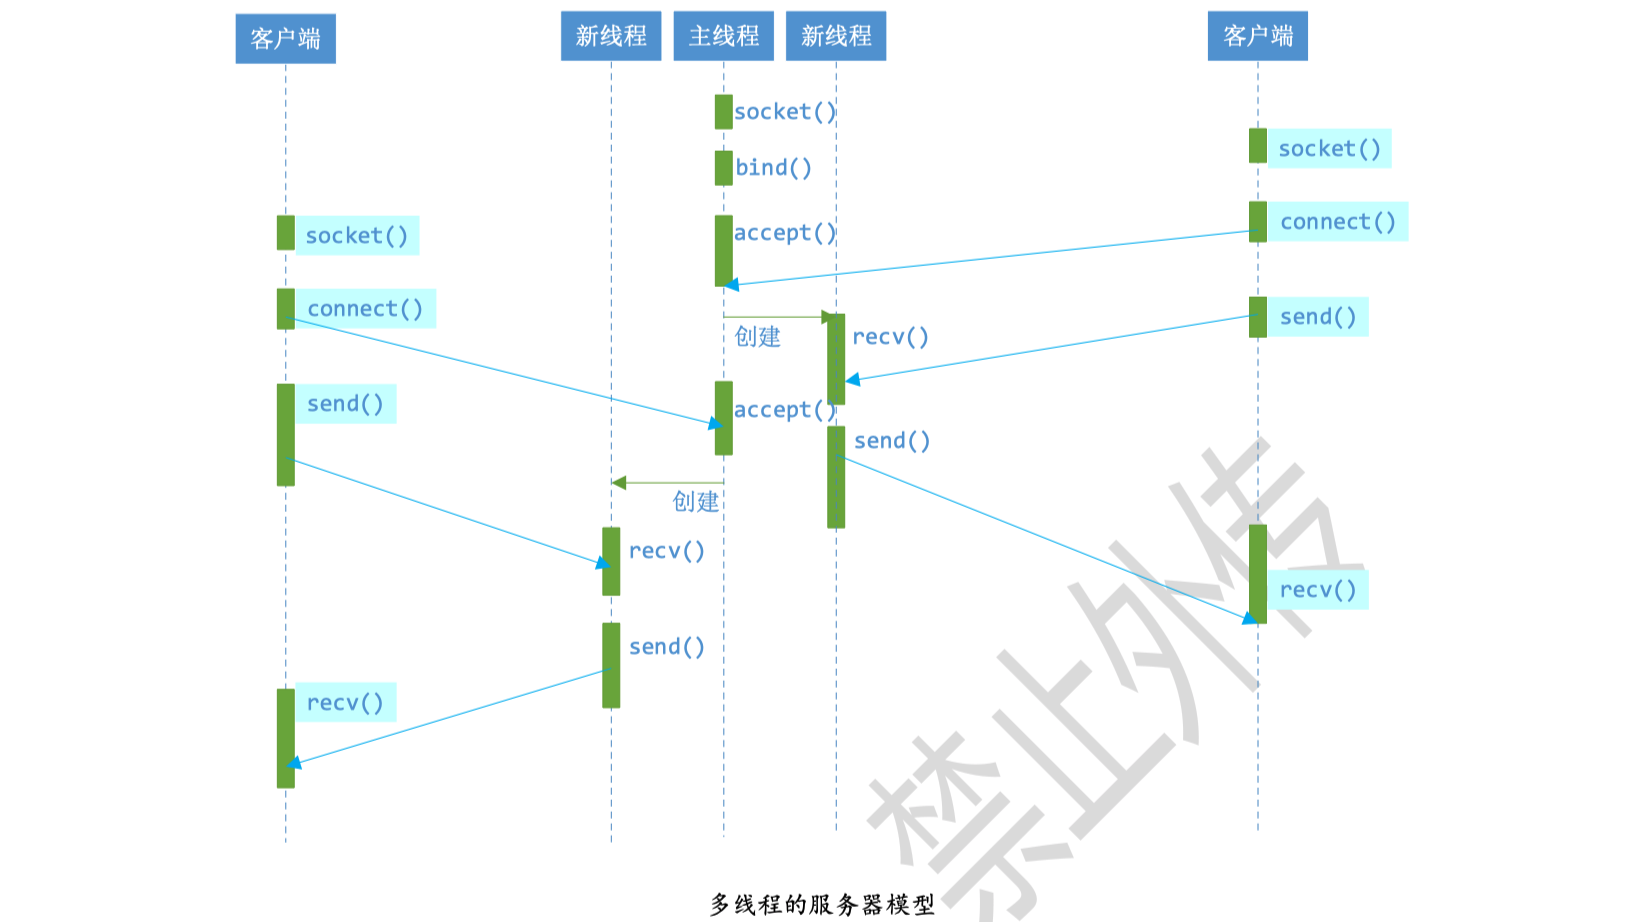 客户端
新线程
主线程
新线程
客户端
socket()
socket()
bind()
connect()
socket()
accept()
connect()
send()
创建
recv()
send()
accept()
send()
创建
recv()
recv()
send()
recv()
禁止外传
多线程的服务器模型